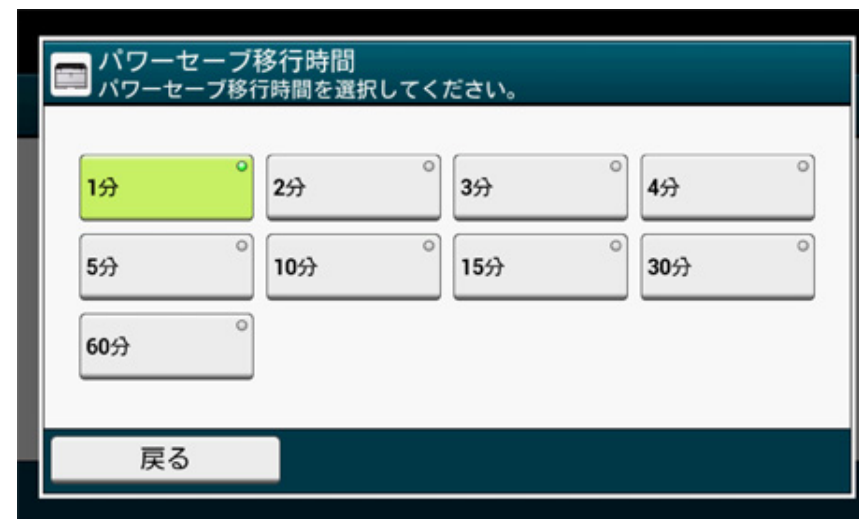 パワーセーブ移行時間
パワーセーブ移行時間を選択してください。
1分 2分 3分 4分
5分 10分 15分 30分
60分
戻る